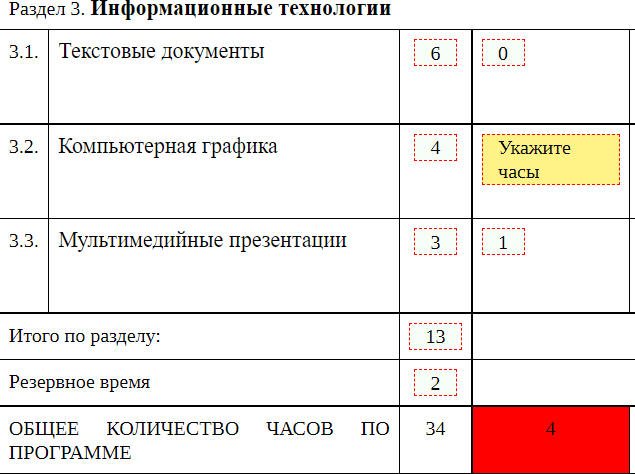 Раздел 3. Информационные технологии
3.1. Текстовые документы 6 0
3.2. Компьютерная графика 4 Укажите
часы
3.3. Мультимедийные презентации 3 1
Итого по разделу: 13
Резервное время 2
ОБЩЕЕ КОЛИЧЕСТВО ЧАСОВ ПО 34 4
ПРОГРАММЕ